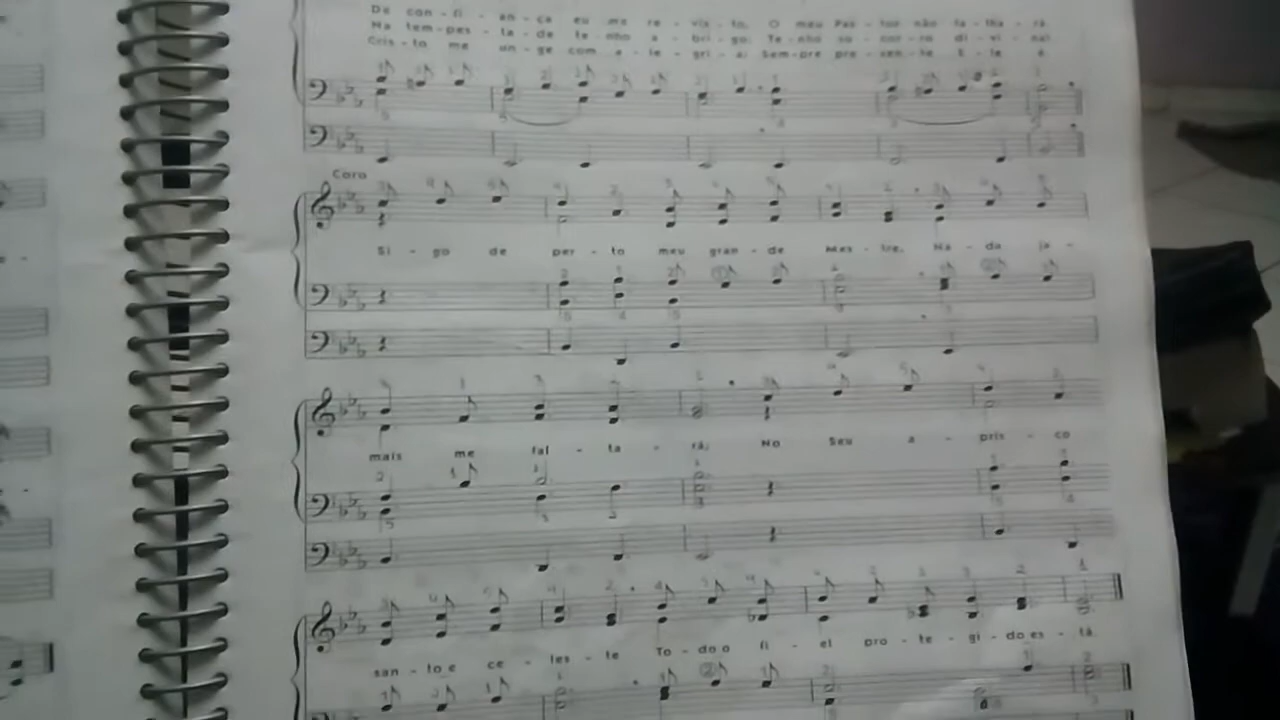 De con - fi - an - ça eu me re - vis - to, O meu Pas - tor não fa - lha - rá.
Na tem - pes - ta - de te - nho a - bri - go; Te - nho so - cor - ro di - vi - nal
Cris - to me un - ge com a - le - gri - a; Sem - pre pre - sen - te E - le é.
Coro
Si - go de per - to meu gran - de Mes - tre, Na - da ja -
mais me fal - ta - rá; No Seu a - pris - co
san - to e ce - les - te To - do o fi - el pro - te - gi - do es - tá.